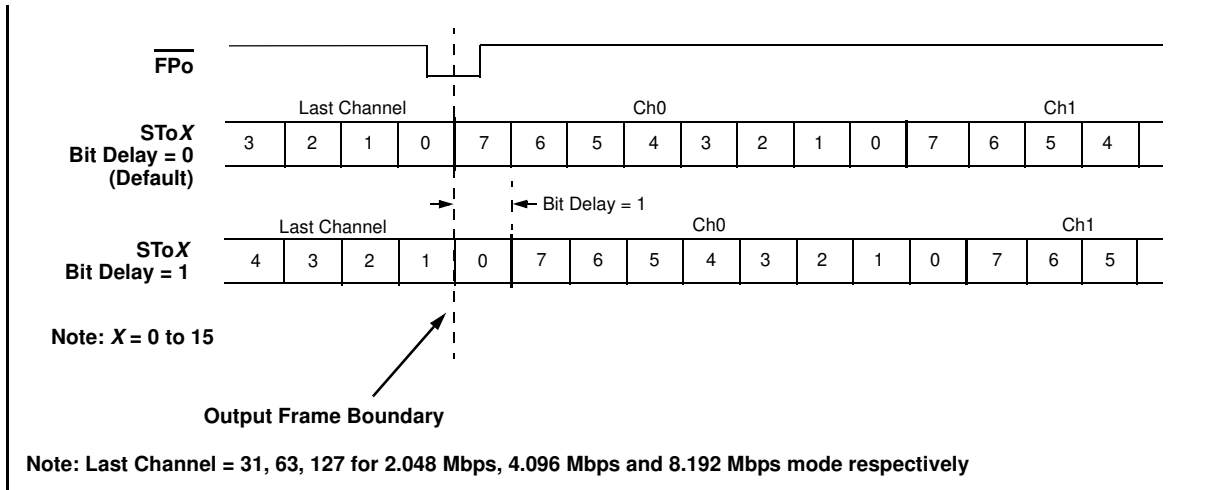 FPo
Last Channel Ch0 Ch1
SToX
Bit Delay = 0
(Default)
3 2 1 0 7 6 5 4 3 2 1 0 7 6 5 4
Bit Delay = 1
Last Channel Ch0 Ch1
SToX
Bit Delay = 1
4 3 2 1 0 7 6 5 4 3 2 1 0 7 6 5
Note: X = 0 to 15
Output Frame Boundary
Note: Last Channel = 31, 63, 127 for 2.048 Mbps, 4.096 Mbps and 8.192 Mbps mode respectively